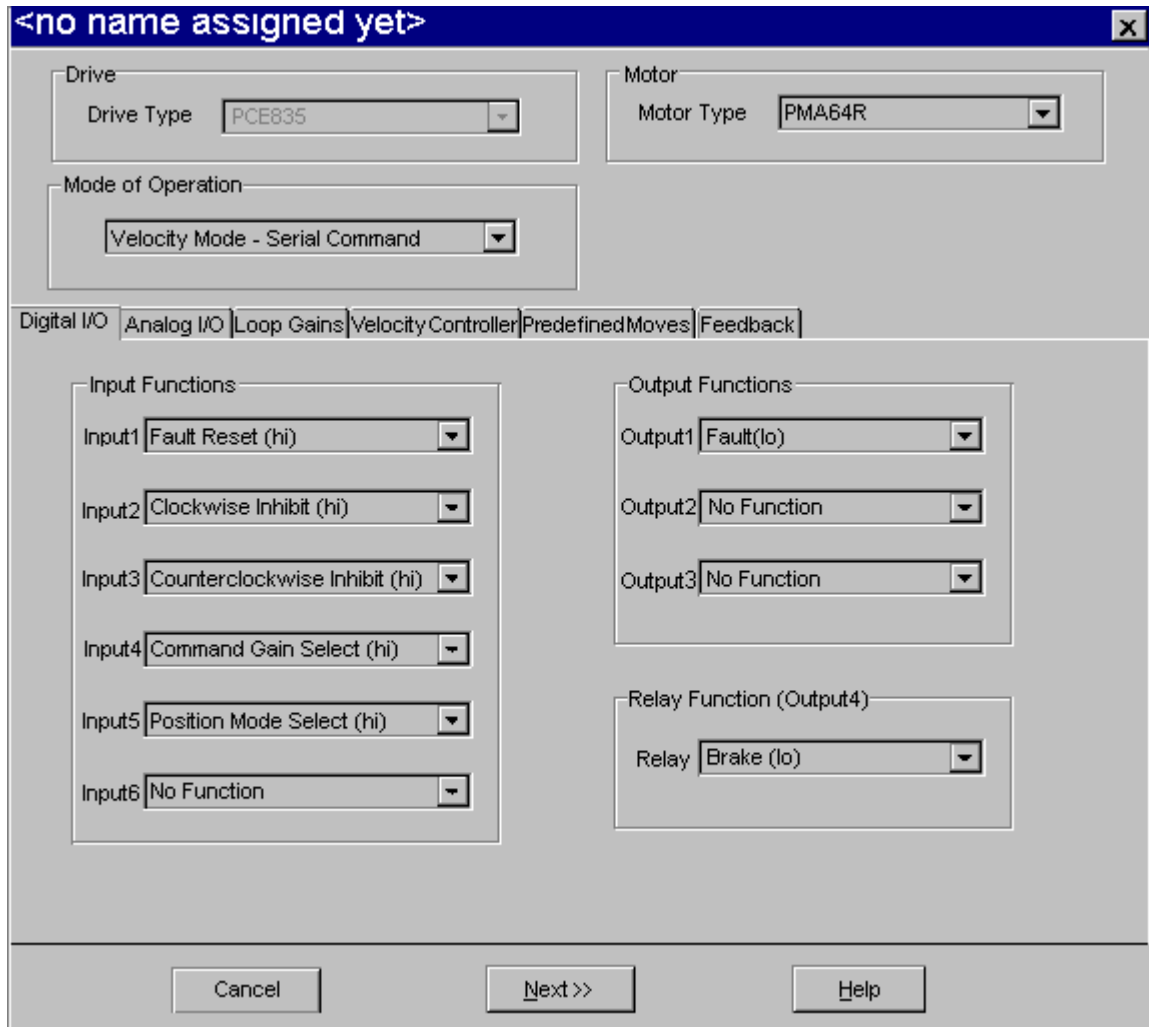 <no name assigned yet>
Drive
Drive Type PCE835
Motor
Motor Type PMA64R
Mode of Operation
Velocity Mode - Serial Command
Digital I/O Analog I/O Loop Gains Velocity Controller Predefined Moves Feedback
Input Functions
Input1 Fault Reset (hi)
Input2 Clockwise Inhibit (hi)
Input3 Counterclockwise Inhibit (hi)
Input4 Command Gain Select (hi)
Input5 Position Mode Select (hi)
Input6 No Function
Output Functions
Output1 Fault(lo)
Output2 No Function
Output3 No Function
Relay Function (Output4)
Relay Brake (lo)
Cancel Next >> Help